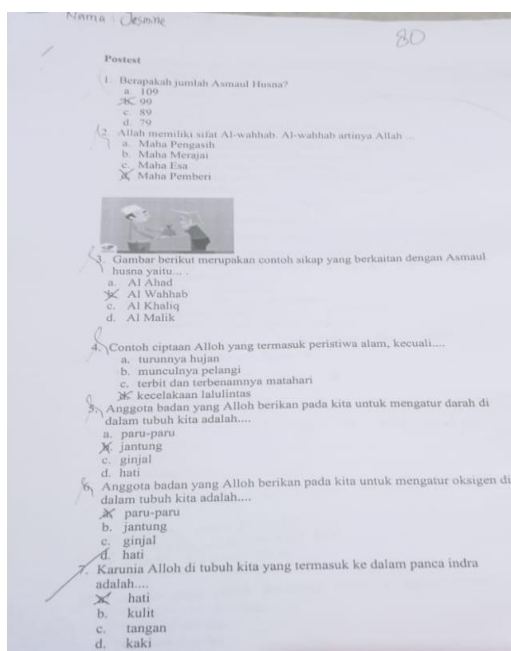 Nama : Jesmine
80
Postest
1. Berapakah jumlah Asmaul Husna?
a. 109
b. 99
c. 89
d. 79
2. Allah memiliki sifat Al-wahhab. Al-wahhab artinya Allah ...
a. Maha Pengasih
b. Maha Merajai
c. Maha Esa
d. Maha Pemberi
3. Gambar berikut merupakan contoh sikap yang berkaitan dengan Asmaul
husna yaitu... .
a. Al Ahad
b. Al Wahhab
c. Al Khaliq
d. Al Malik
4. Contoh ciptaan Alloh yang termasuk peristiwa alam, kecuali....
a. turunnya hujan
b. munculnya pelangi
c. terbit dan terbenamnya matahari
d. kecelakaan lalulintas
5. Anggota badan yang Alloh berikan pada kita untuk mengatur darah di
dalam tubuh kita adalah....
a. paru-paru
b. jantung
c. ginjal
d. hati
6. Anggota badan yang Alloh berikan pada kita untuk mengatur oksigen di
dalam tubuh kita adalah....
a. paru-paru
b. jantung
c. ginjal
d. hati
7. Karunia Alloh di tubuh kita yang termasuk ke dalam panca indra
adalah....
a. hati
b. kulit
c. tangan
d. kaki